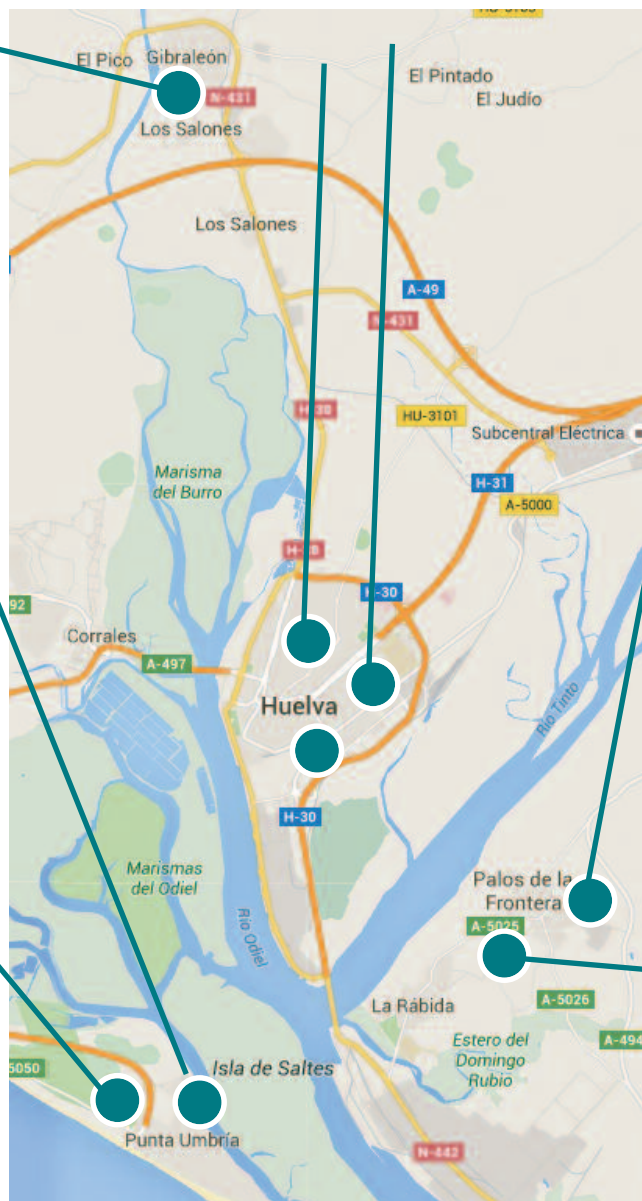 El Pico
Gibraleón
El Pintado
El Judío
N-431
Los Salones
Los Salones
A-49
N-431
H-30
HU-3101
Subcentral Eléctrica
Marisma
del Burro
H-31
A-5000
H-30
92
Corrales
A-497
Huelva
Río Tinto
H-30
Marismas
del Odiel
Río Odiel
Palos de la
Frontera
A-5025
La Rábida
A-5026
A-494
Estero del
Domingo
Rubio
5050
Isla de Saltes
Punta Umbría
N-442